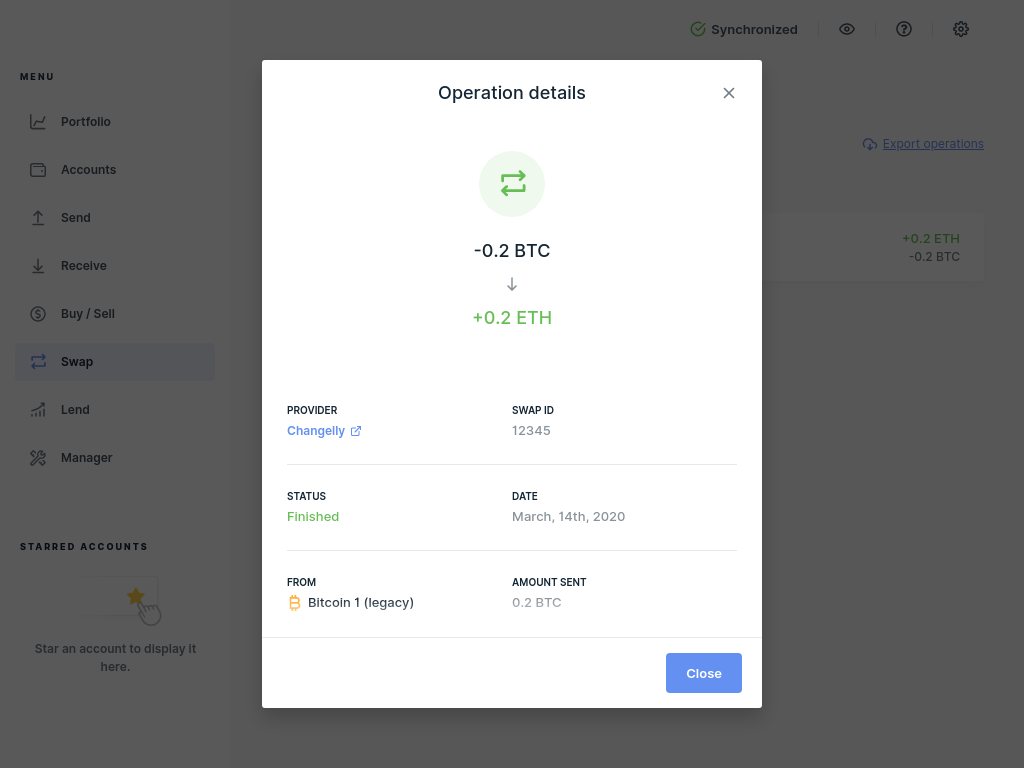 Synchronized
MENU
Portfolio
Accounts
Send
Receive
Buy / Sell
Swap
Lend
Manager
STARRED ACCOUNTS
Star an account to display it
here.
Export operations
+0.2 ETH
-0.2 BTC
Operation details
-0.2 BTC
+0.2 ETH
PROVIDER
Changelly
SWAP ID
12345
STATUS
Finished
DATE
March, 14th, 2020
FROM
Bitcoin 1 (legacy)
AMOUNT SENT
0.2 BTC
Close